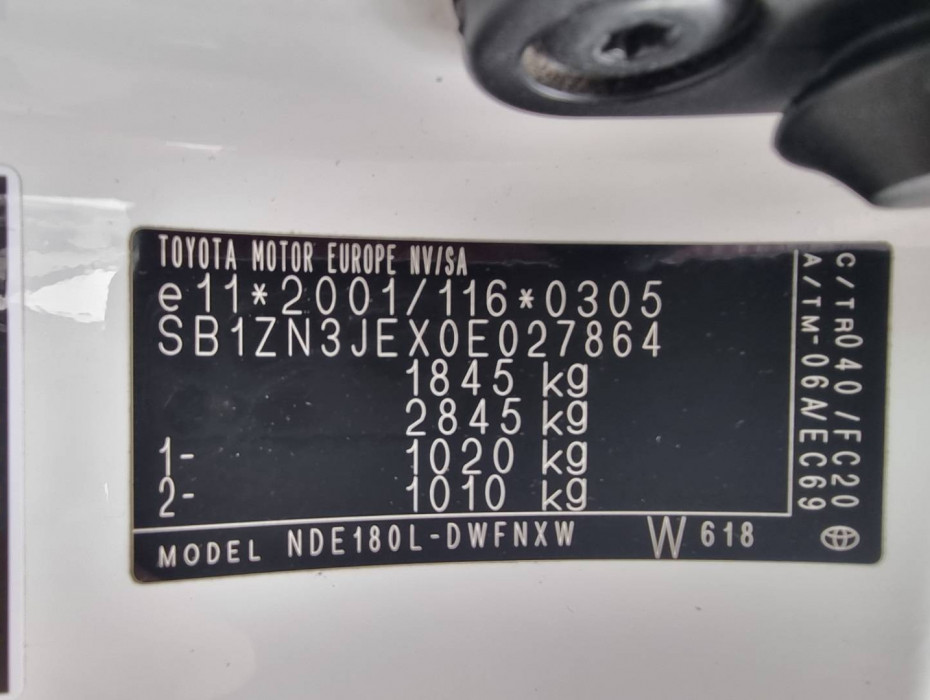 TOYOTA MOTOR EUROPE NV/SA
e11*2001/116*0305
SB1ZN3JEX0E027864
1845 kg
2845 kg
1- 1020 kg
2- 1010 kg
MODEL NDE180L-DWFNXW W618
C/TR040/FC20
A/TM-06A/EC69